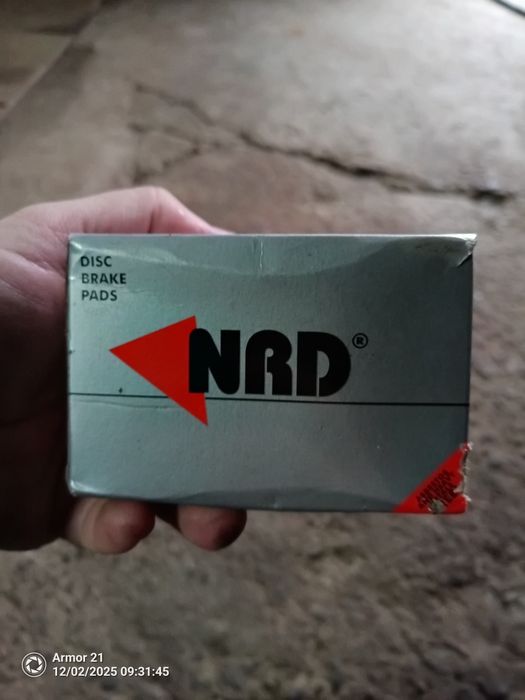 DISC
BRAKE
PADS
NRD®
Armor 21
12/02/2025 09:31:45